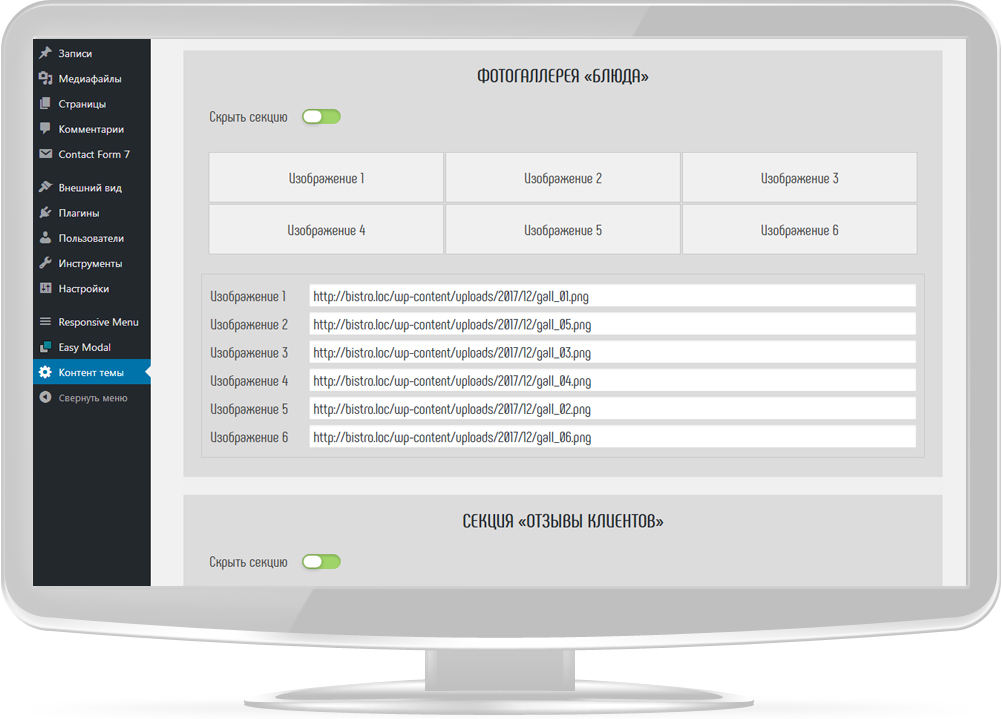 Записи
Медиафайлы
Страницы
Комментарии
Contact Form 7
Внешний вид
Плагины
Пользователи
Инструменты
Настройки
Responsive Menu
Easy Modal
Контент темы
Свернуть меню
ФОТОГАЛЛЕРЕЯ «БЛЮДА»
Скрыть секцию
Изображение 1 Изображение 2 Изображение 3
Изображение 4 Изображение 5 Изображение 6
Изображение 1 http://bistro.loc/wp-content/uploads/2017/12/gall_01.png
Изображение 2 http://bistro.loc/wp-content/uploads/2017/12/gall_05.png
Изображение 3 http://bistro.loc/wp-content/uploads/2017/12/gall_03.png
Изображение 4 http://bistro.loc/wp-content/uploads/2017/12/gall_04.png
Изображение 5 http://bistro.loc/wp-content/uploads/2017/12/gall_02.png
Изображение 6 http://bistro.loc/wp-content/uploads/2017/12/gall_06.png
СЕКЦИЯ «ОТЗЫВЫ КЛИЕНТОВ»
Скрыть секцию